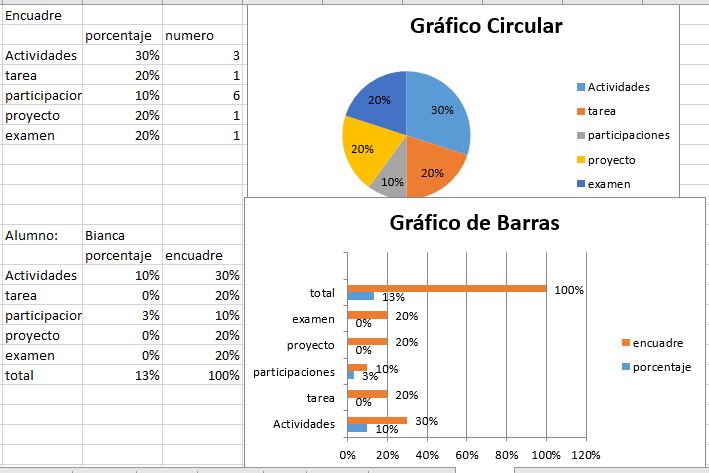 Encuadre
porcentaje numero
Actividades 30% 3
tarea 20% 1
participacior 10% 6
proyecto 20% 1
examen 20% 1
Alumno: Bianca
porcentaje encuadre
Actividades 10% 30%
tarea 0% 20%
participacior 3% 10%
proyecto 0% 20%
examen 0% 20%
total 13% 100%
Gráfico Circular
30%
20%
10%
20%
20%
Actividades
tarea
participaciones
proyecto
examen
Gráfico de Barras
total 100%
13%
examen 20%
0%
proyecto 20%
0%
participaciones 10%
3%
tarea 20%
0%
Actividades 30%
10%
0% 20% 40% 60% 80% 100% 120%
encuadre
porcentaje